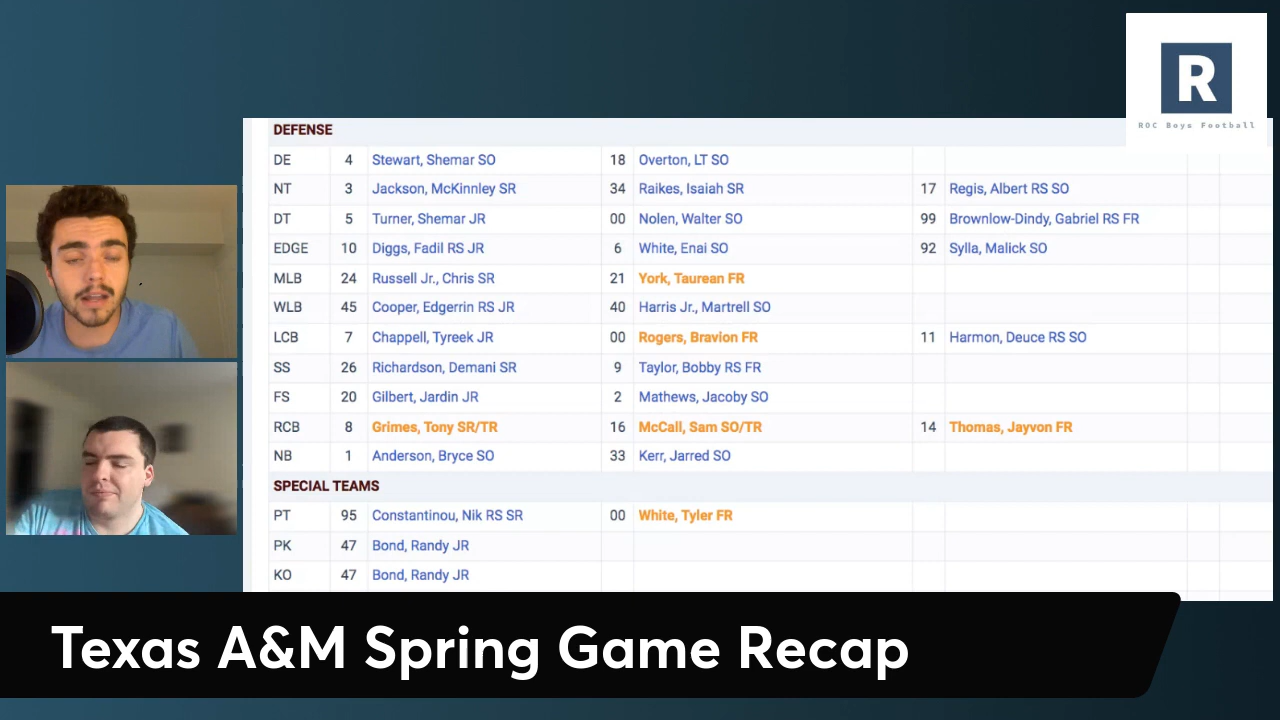 R
ROC Boys Football
DEFENSE
DE 4 Stewart, Shemar SO 18 Overton, LT SO
NT 3 Jackson, McKinnley SR 34 Raikes, Isaiah SR 17 Regis, Albert RS SO
DT 5 Turner, Shemar JR 00 Nolen, Walter SO 99 Brownlow-Dindy, Gabriel RS FR
EDGE 10 Diggs, Fadil RS JR 6 White, Enai SO 92 Sylla, Malick SO
MLB 24 Russell Jr., Chris SR 21 York, Taurean FR
WLB 45 Cooper, Edgerrin RS JR 40 Harris Jr., Martrell SO
LCB 7 Chappell, Tyreek JR 00 Rogers, Bravion FR 11 Harmon, Deuce RS SO
SS 26 Richardson, Demani SR 9 Taylor, Bobby RS FR
FS 20 Gilbert, Jardin JR 2 Mathews, Jacoby SO
RCB 8 Grimes, Tony SR/TR 16 McCall, Sam SO/TR 14 Thomas, Jayvon FR
NB 1 Anderson, Bryce SO 33 Kerr, Jarred SO
SPECIAL TEAMS
PT 95 Constantinou, Nik RS SR 00 White, Tyler FR
PK 47 Bond, Randy JR
KO 47 Bond, Randy JR
Texas A&M Spring Game Recap